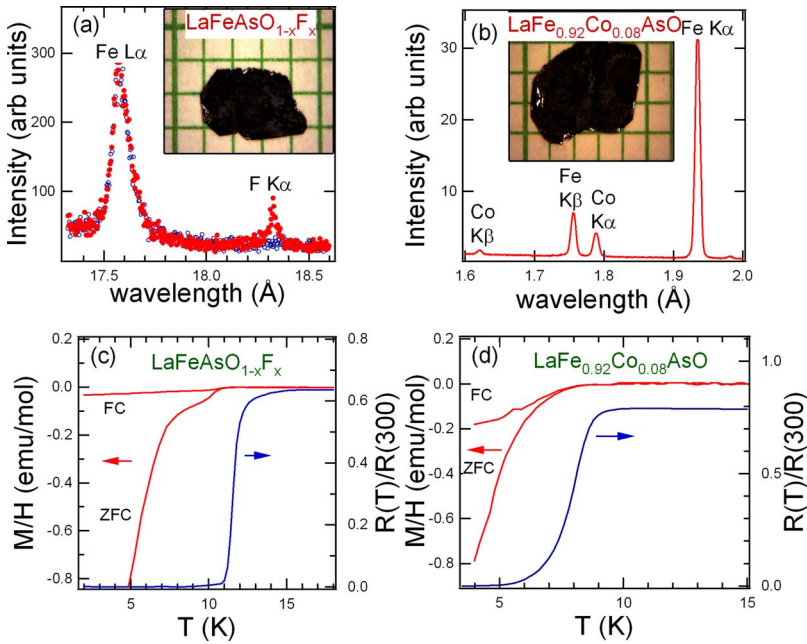 (a)
LaFeAsO1-xFx
Fe Lα
F Kα
300
200
100
Intensity (arb units)
17.5
18.0
18.5
wavelength (Å)
(b)
LaFe0.92Co0.08AsO
Fe Kα
Fe
Kβ
Co
Kα
Co
Kβ
30
20
10
Intensity (arb units)
1.6
1.7
1.8
1.9
2.0
wavelength (Å)
(c)
LaFeAsO1-xFx
FC
ZFC
0.2
0.0
-0.2
-0.4
-0.6
-0.8
M/H (emu/mol)
0.8
0.6
0.4
0.2
0.0
R(T)/R(300)
5
10
15
T (K)
(d)
LaFe0.92Co0.08AsO
FC
ZFC
0.2
0.0
-0.2
-0.4
-0.6
-0.8
M/H (emu/mol)
1.0
0.5
0.0
R(T)/R(300)
5
10
15
T (K)